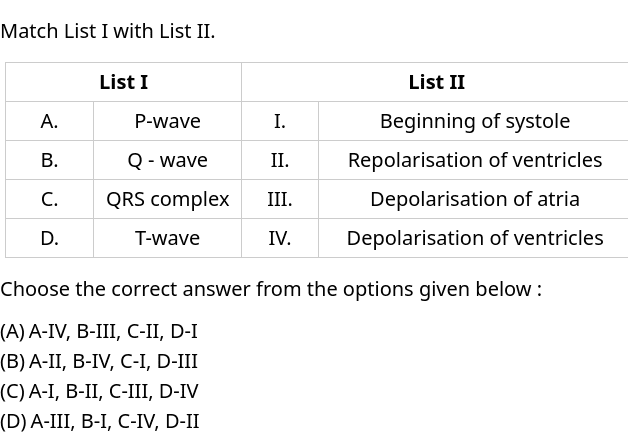 Match List I with List II.
List I List II
A. P-wave I. Beginning of systole
B. Q - wave II. Repolarisation of ventricles
C. QRS complex III. Depolarisation of atria
D. T-wave IV. Depolarisation of ventricles
Choose the correct answer from the options given below :
(A) A-IV, B-III, C-II, D-I
(B) A-II, B-IV, C-I, D-III
(C) A-I, B-II, C-III, D-IV
(D) A-III, B-I, C-IV, D-II